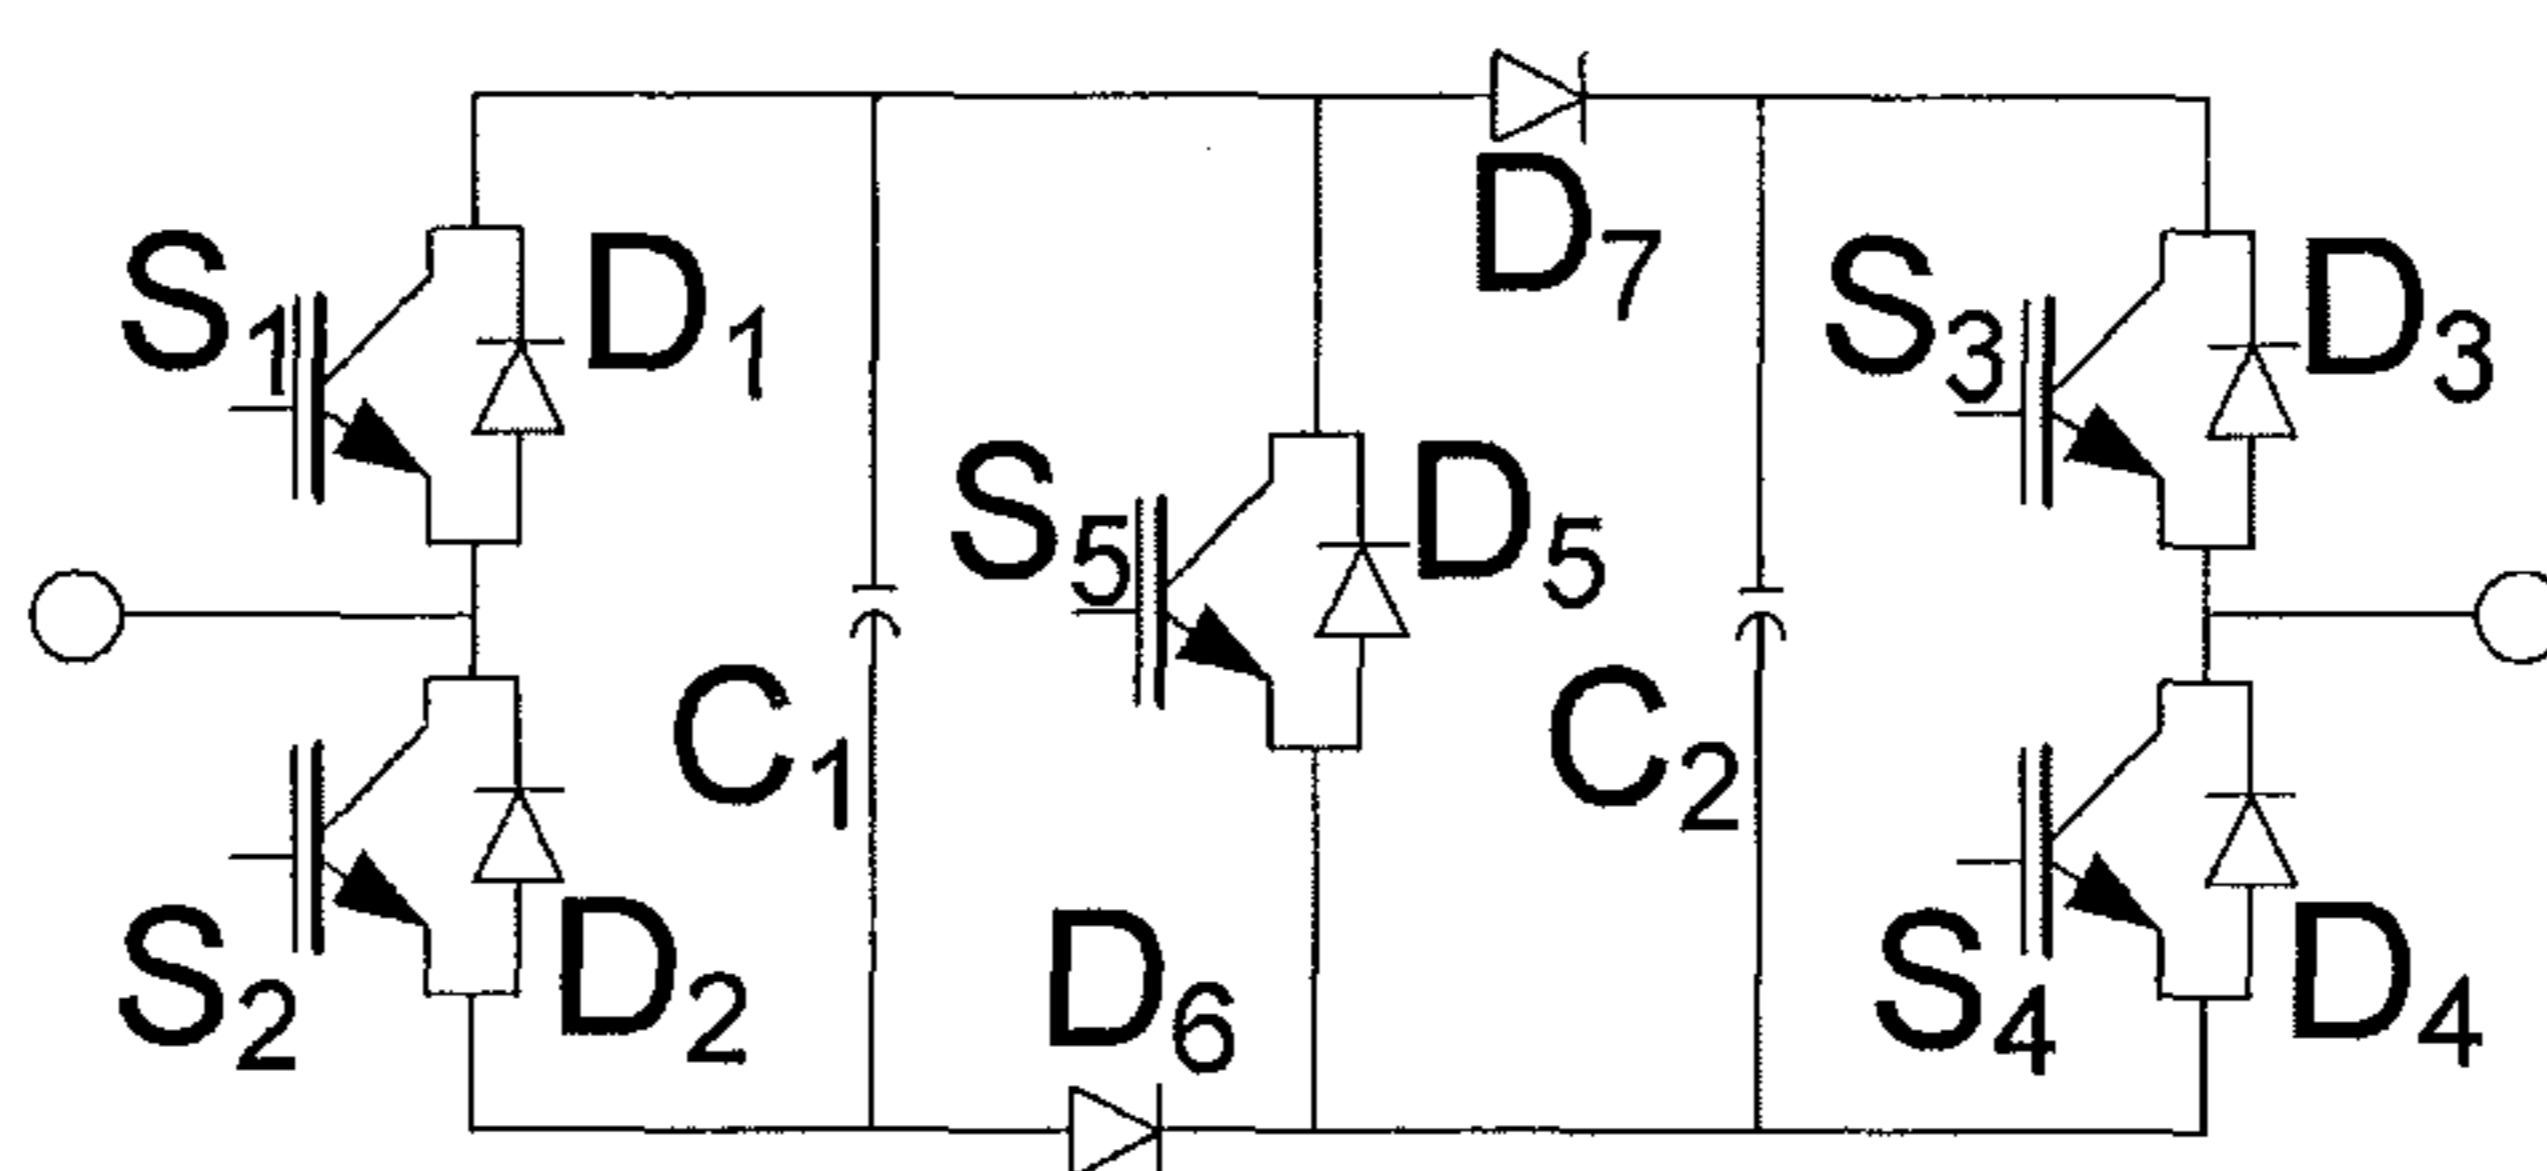 D₇
S₁ D₁ S₃ D₃
S₅ D₅
C₁ C₂
S₂ D₂ D₆ S₄ D₄